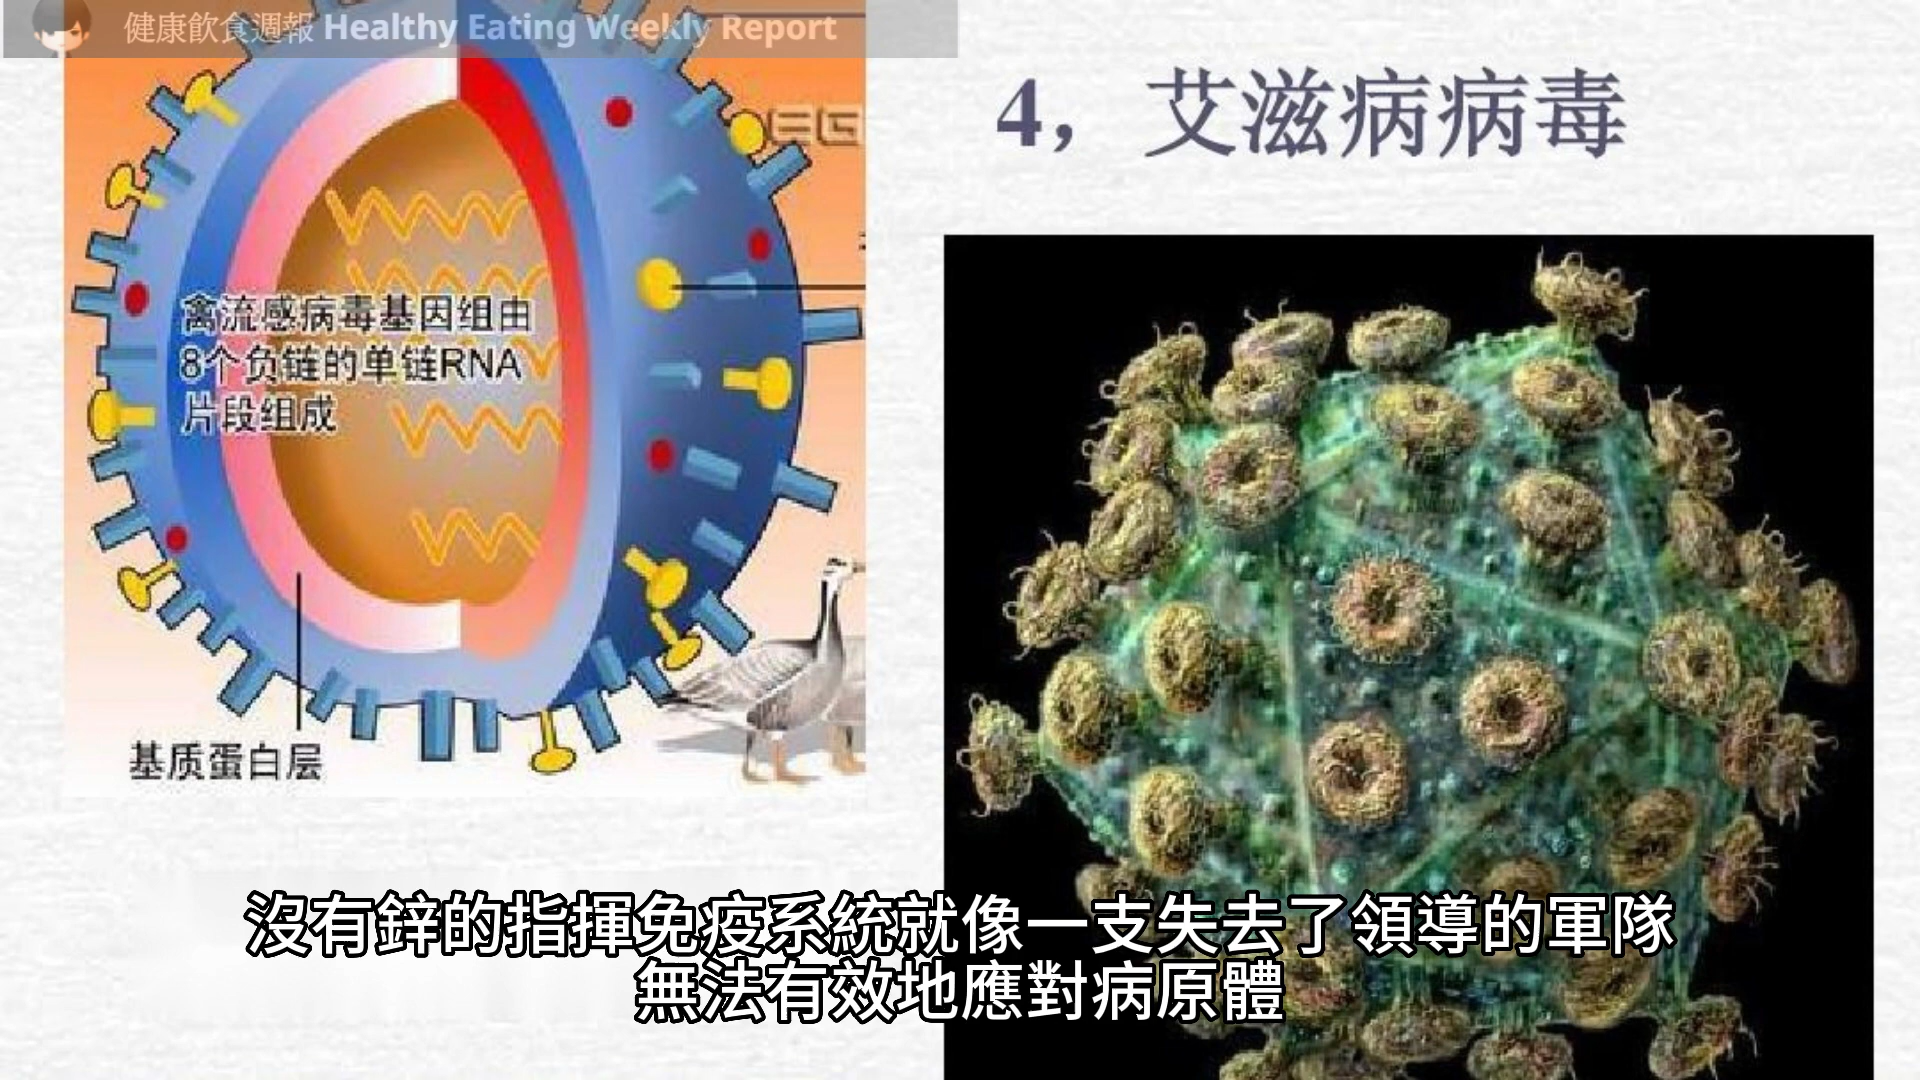 健康飲食週報 Healthy Eating Weekly Report
4，艾滋病病毒
禽流感病毒基因组由
8个负链的单链RNA
片段组成
基质蛋白层
沒有鋅的指揮免疫系統就像一支失去了領導的軍隊
無法有效地應對病原體